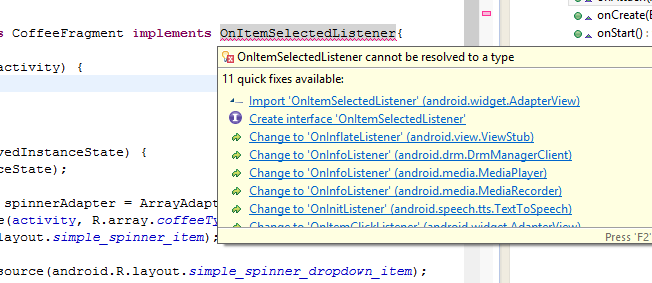 s CoffeeFragment implements OnItemSelectedListener{
onCreate(B
onStart() :
activity) {
OnItemSelectedListener cannot be resolved to a type
11 quick fixes available:
Import 'OnItemSelectedListener' (android.widget.AdapterView)
Create interface 'OnItemSelectedListener'
Change to 'OnInflateListener' (android.view.ViewStub)
vedInstanceState) {
Change to 'OnInfoListener' (android.drm.DrmManagerClient)
ceState);
Change to 'OnInfoListener' (android.media.MediaPlayer)
Change to 'OnInfoListener' (android.media.MediaRecorder)
spinnerAdapter = ArrayAdapt
Change to 'OnInitListener' (android.speech.tts.TextToSpeech)
e(activity, R.array.coffeeTy
Change to 'OnItemClickListener' (android.widget.AdapterView)
layout.simple_spinner_item);
Press 'F2'
source(android.R.layout.simple_spinner_dropdown_item);